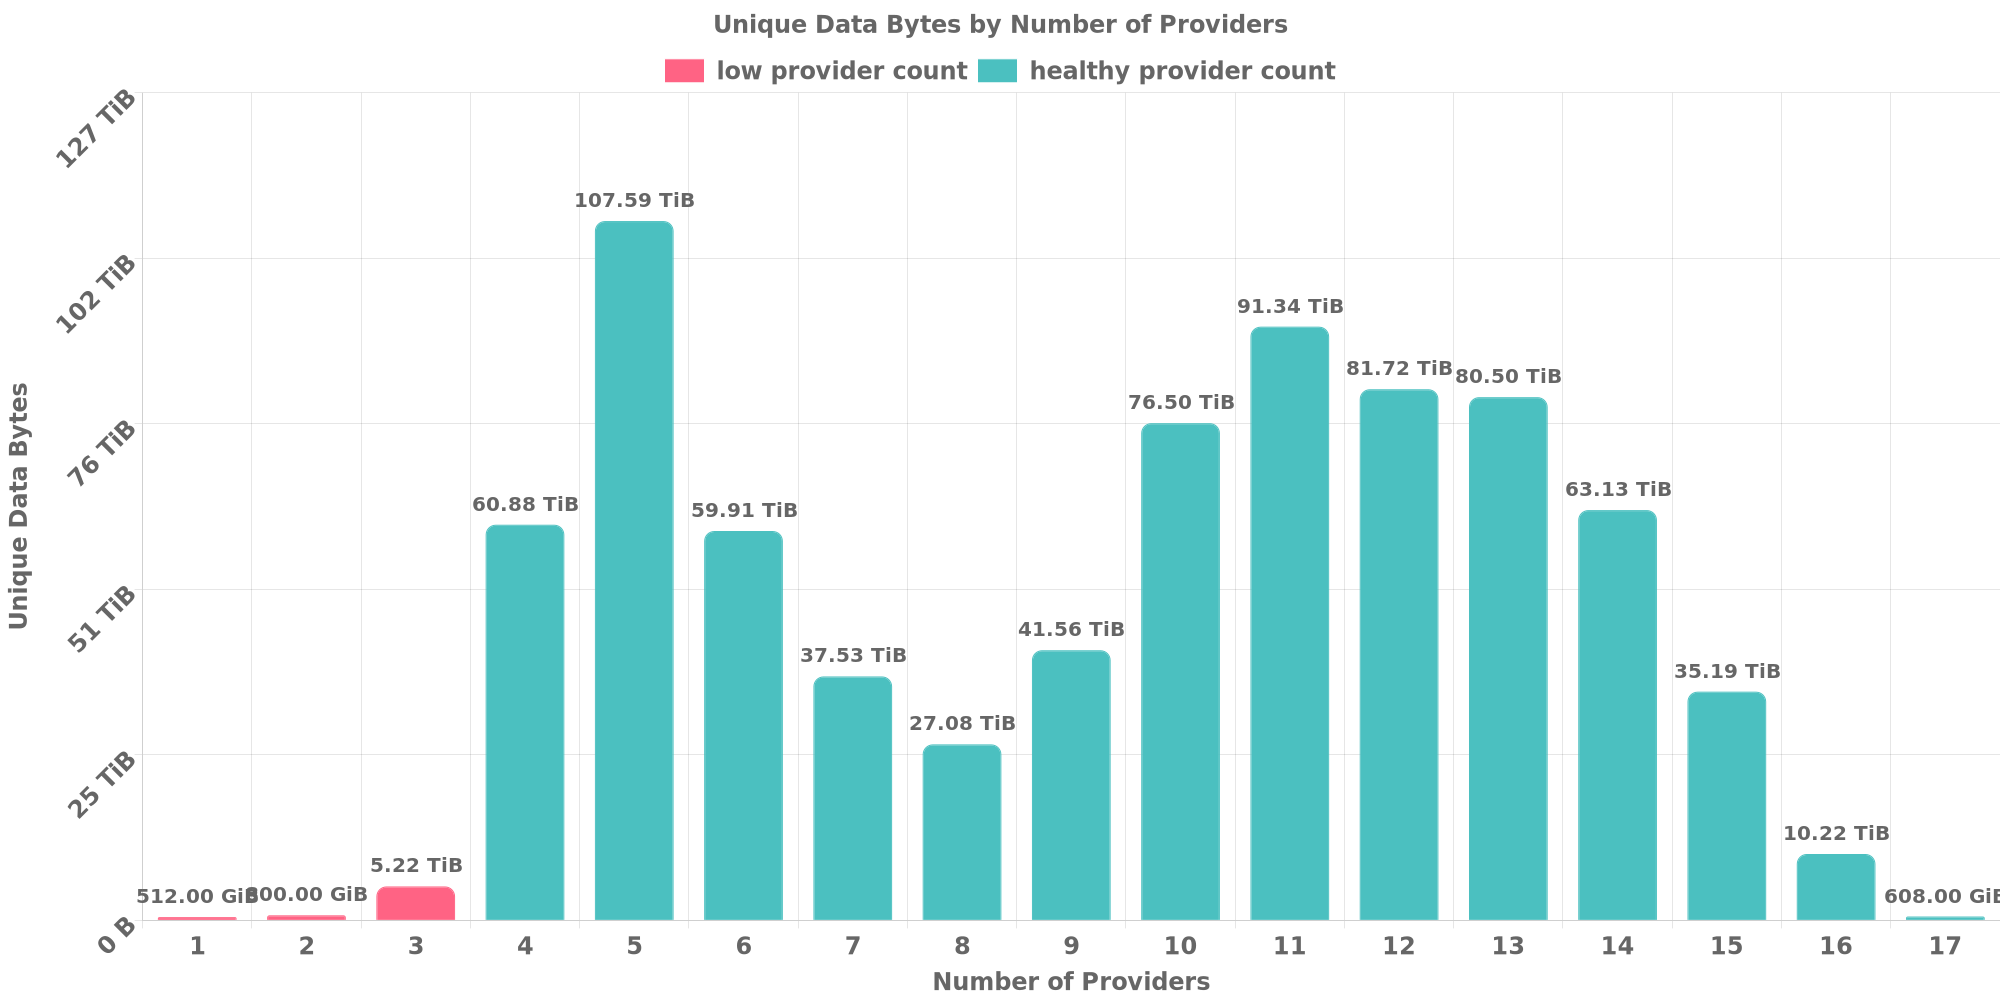 Unique Data Bytes by Number of Providers
low provider count healthy provider count
127 TiB
102 TiB
76 TiB
51 TiB
25 TiB
0 B
Unique Data Bytes
512.00 GiB
800.00 GiB
5.22 TiB
60.88 TiB
107.59 TiB
59.91 TiB
37.53 TiB
27.08 TiB
41.56 TiB
76.50 TiB
91.34 TiB
81.72 TiB
80.50 TiB
63.13 TiB
35.19 TiB
10.22 TiB
608.00 GiB
1 2 3 4 5 6 7 8 9 10 11 12 13 14 15 16 17
Number of Providers